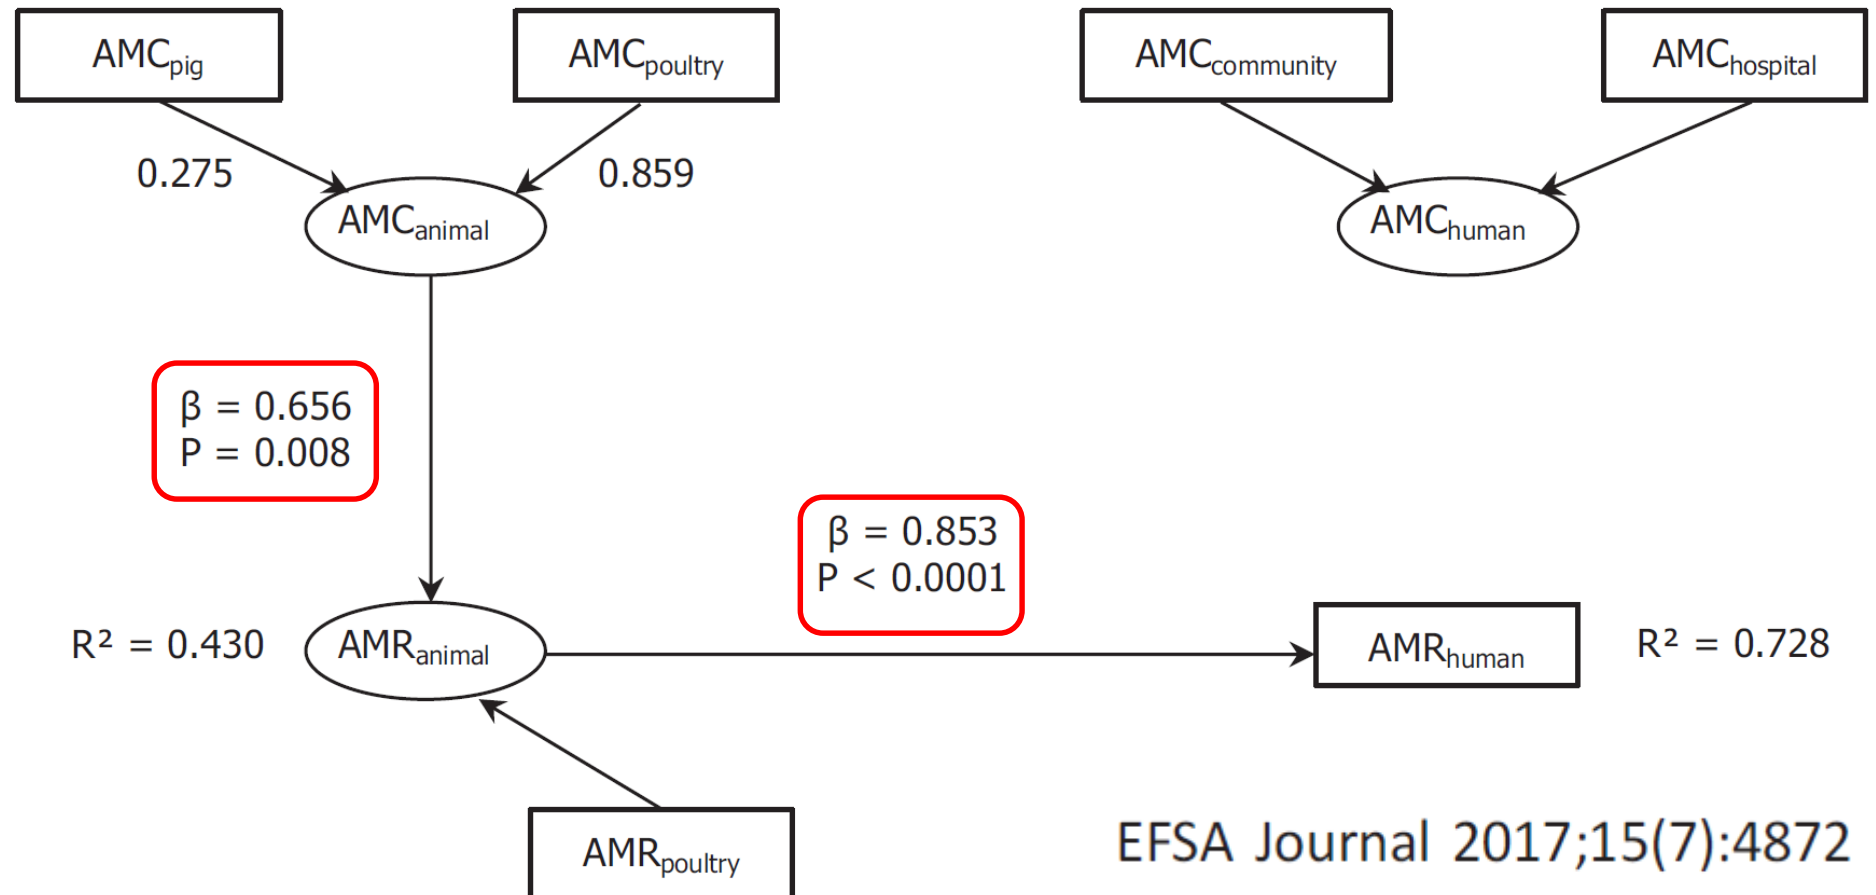 AMCpig
AMCpoultry
AMCcommunity
AMChospital
0.275
0.859
AMCanimal
AMChuman
β = 0.656
P = 0.008
β = 0.853
P < 0.0001
R² = 0.430
AMRanimal
AMRhuman
R² = 0.728
AMRpoultry
EFSA Journal 2017;15(7):4872